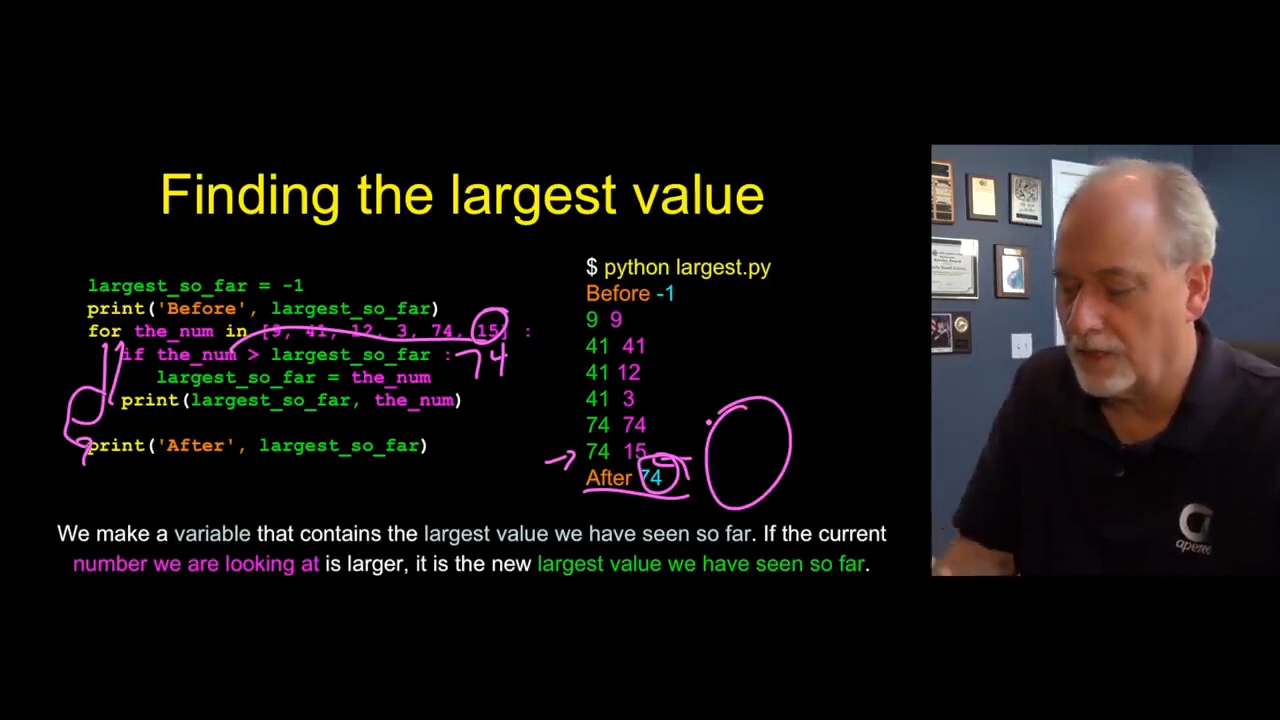 Finding the largest value
largest_so_far = -1
print('Before', largest_so_far)
for the_num in [9, 41, 12, 3, 74, 15] :
if the_num > largest_so_far :
largest_so_far = the_num
print(largest_so_far, the_num)
print('After', largest_so_far)
74
$ python largest.py
Before -1
9 9
41 41
41 12
41 3
74 74
74 15
After 74
We make a variable that contains the largest value we have seen so far. If the current
number we are looking at is larger, it is the new largest value we have seen so far.
apereo